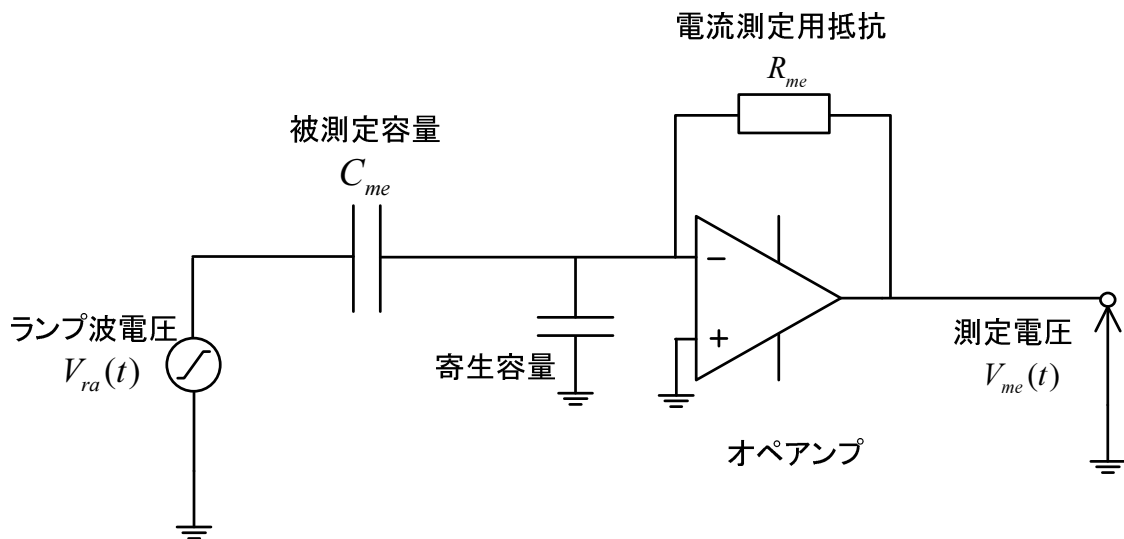 電流測定用抵抗
R_me
被測定容量
C_me
ランプ波電圧
V_ra(t)
寄生容量
−
+
測定電圧
V_me(t)
オペアンプ